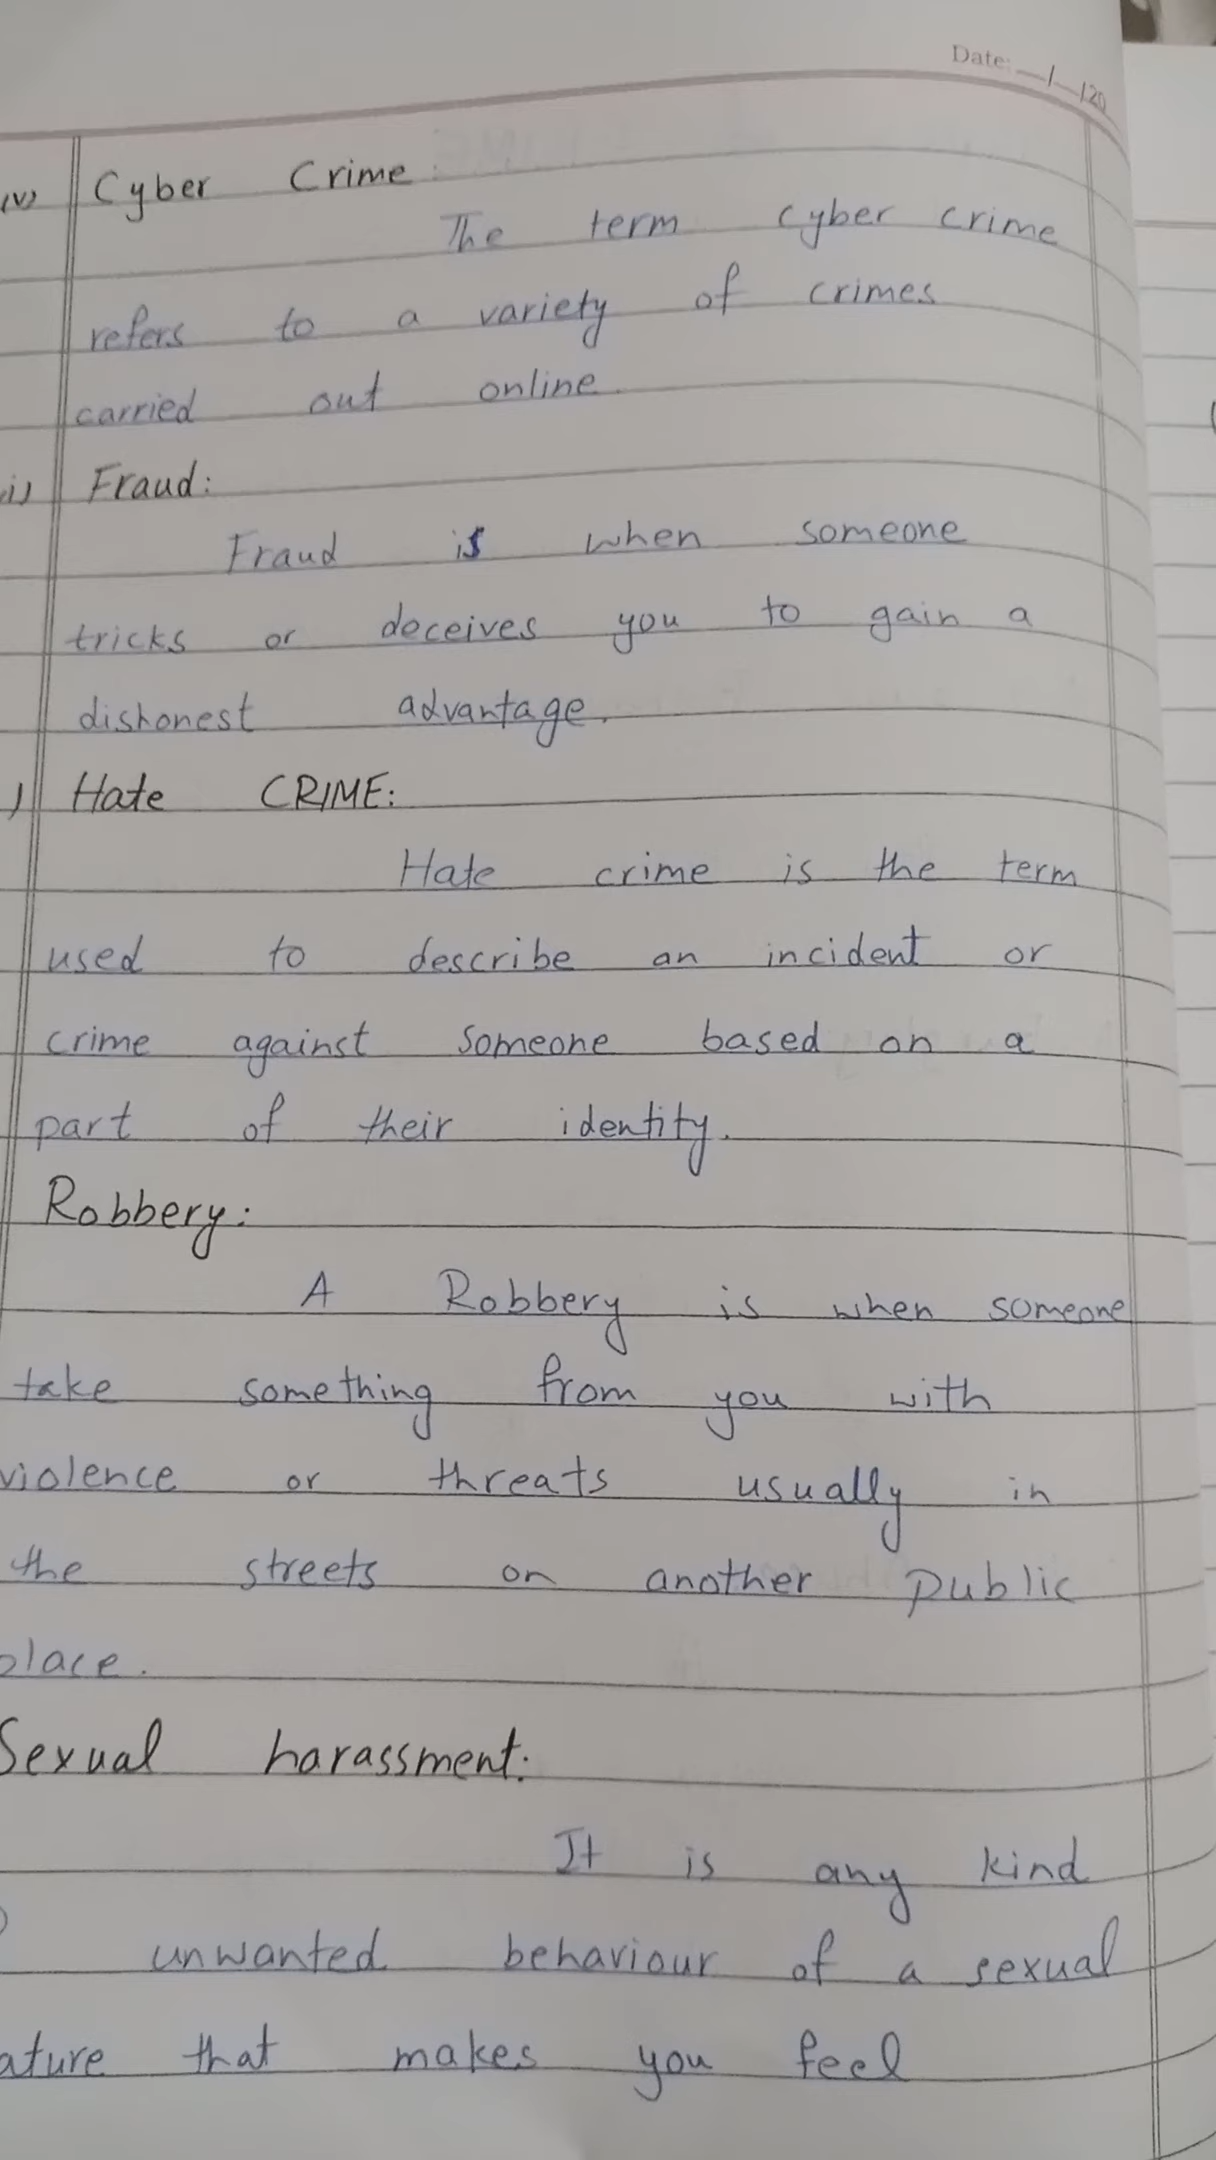 Date: __/__/20
(v) Cyber Crime:
The term cyber crime
refers to a variety of crimes
carried out online.
i) Fraud:
Fraud is when someone
tricks or deceives you to gain a
dishonest advantage.
) Hate CRIME:
Hate crime is the term
used to describe an incident or
crime against someone based on a
part of their identity.
Robbery:
A Robbery is when someone
take something from you with
violence or threats usually in
the streets on another public
place.
Sexual harassment:
It is any kind
unwanted behaviour of a sexual
ature that makes you feel